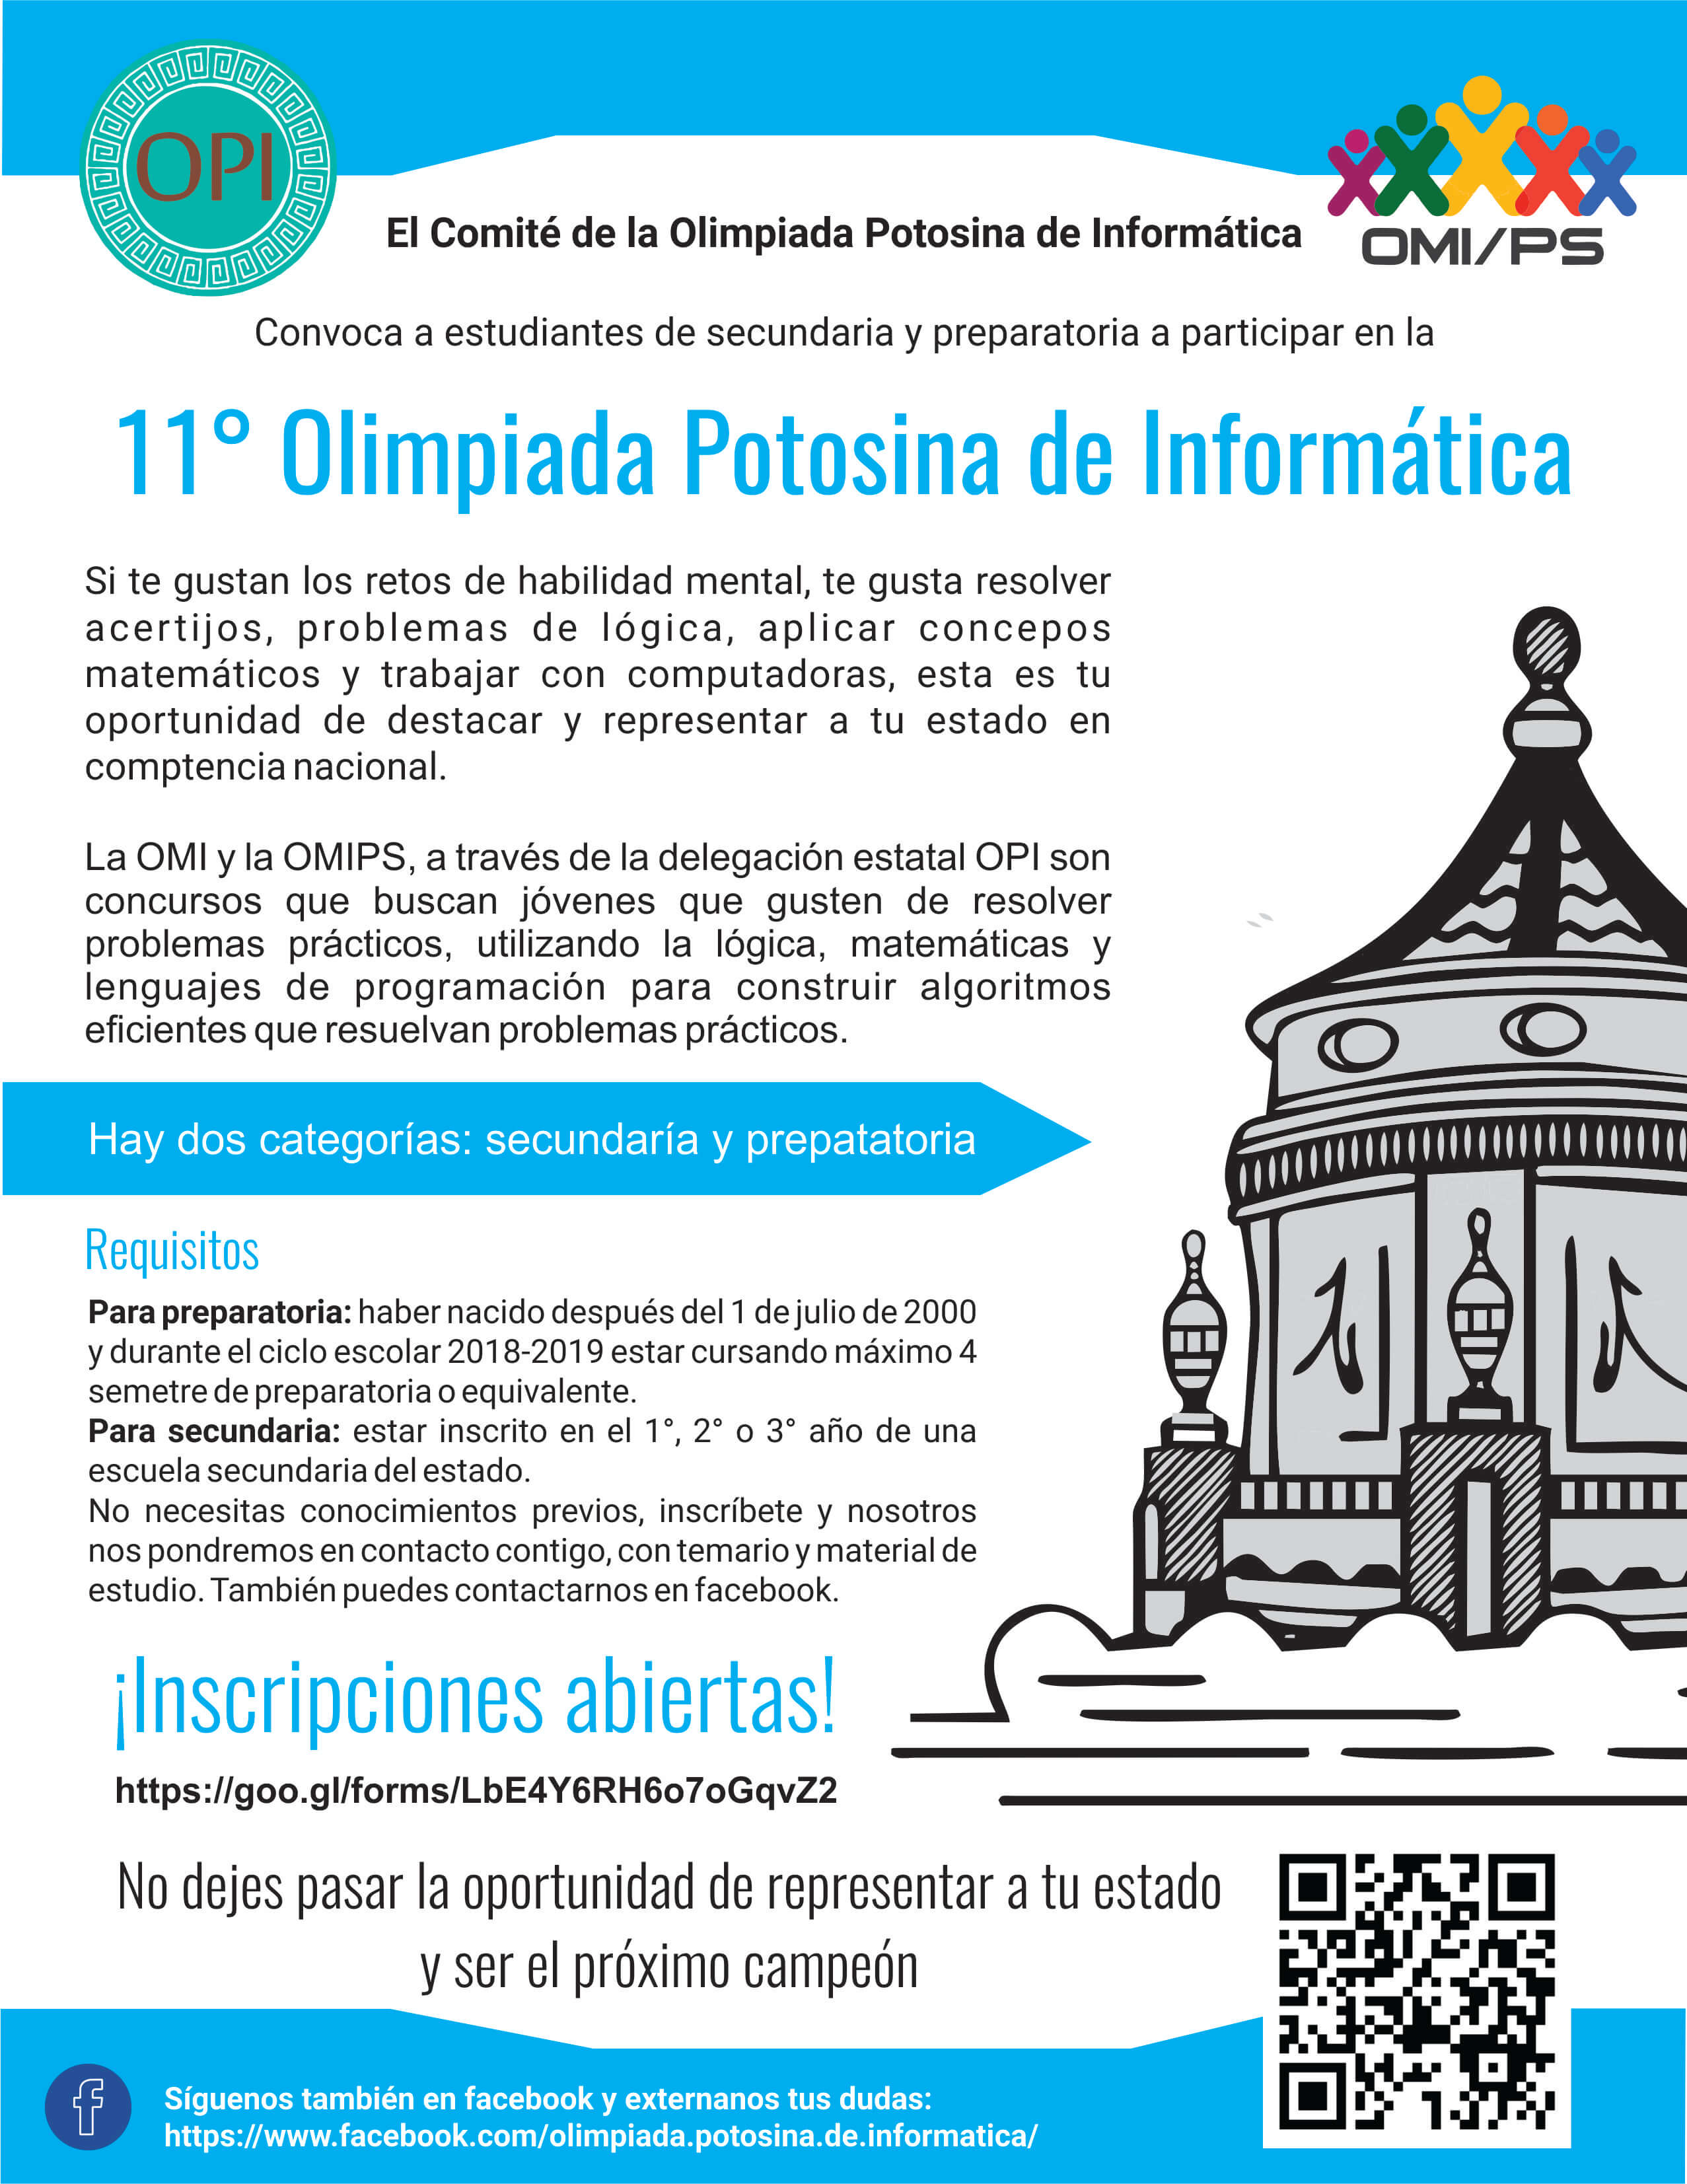 OPI
OMI/PS
El Comité de la Olimpiada Potosina de Informática
Convoca a estudiantes de secundaria y preparatoria a participar en la
11° Olimpiada Potosina de Informática
Si te gustan los retos de habilidad mental, te gusta resolver
acertijos, problemas de lógica, aplicar concepos
matemáticos y trabajar con computadoras, esta es tu
oportunidad de destacar y representar a tu estado en
comptencia nacional.
La OMI y la OMIPS, a través de la delegación estatal OPI son
concursos que buscan jóvenes que gusten de resolver
problemas prácticos, utilizando la lógica, matemáticas y
lenguajes de programación para construir algoritmos
eficientes que resuelvan problemas prácticos.
Hay dos categorías: secundaría y prepatatoria
Requisitos
Para preparatoria: haber nacido después del 1 de julio de 2000
y durante el ciclo escolar 2018-2019 estar cursando máximo 4
semetre de preparatoria o equivalente.
Para secundaria: estar inscrito en el 1°, 2° o 3° año de una
escuela secundaria del estado.
No necesitas conocimientos previos, inscríbete y nosotros
nos pondremos en contacto contigo, con temario y material de
estudio. También puedes contactarnos en facebook.
¡Inscripciones abiertas!
https://goo.gl/forms/LbE4Y6RH6o7oGqvZ2
No dejes pasar la oportunidad de representar a tu estado
y ser el próximo campeón
Síguenos también en facebook y externanos tus dudas:
https://www.facebook.com/olimpiada.potosina.de.informatica/